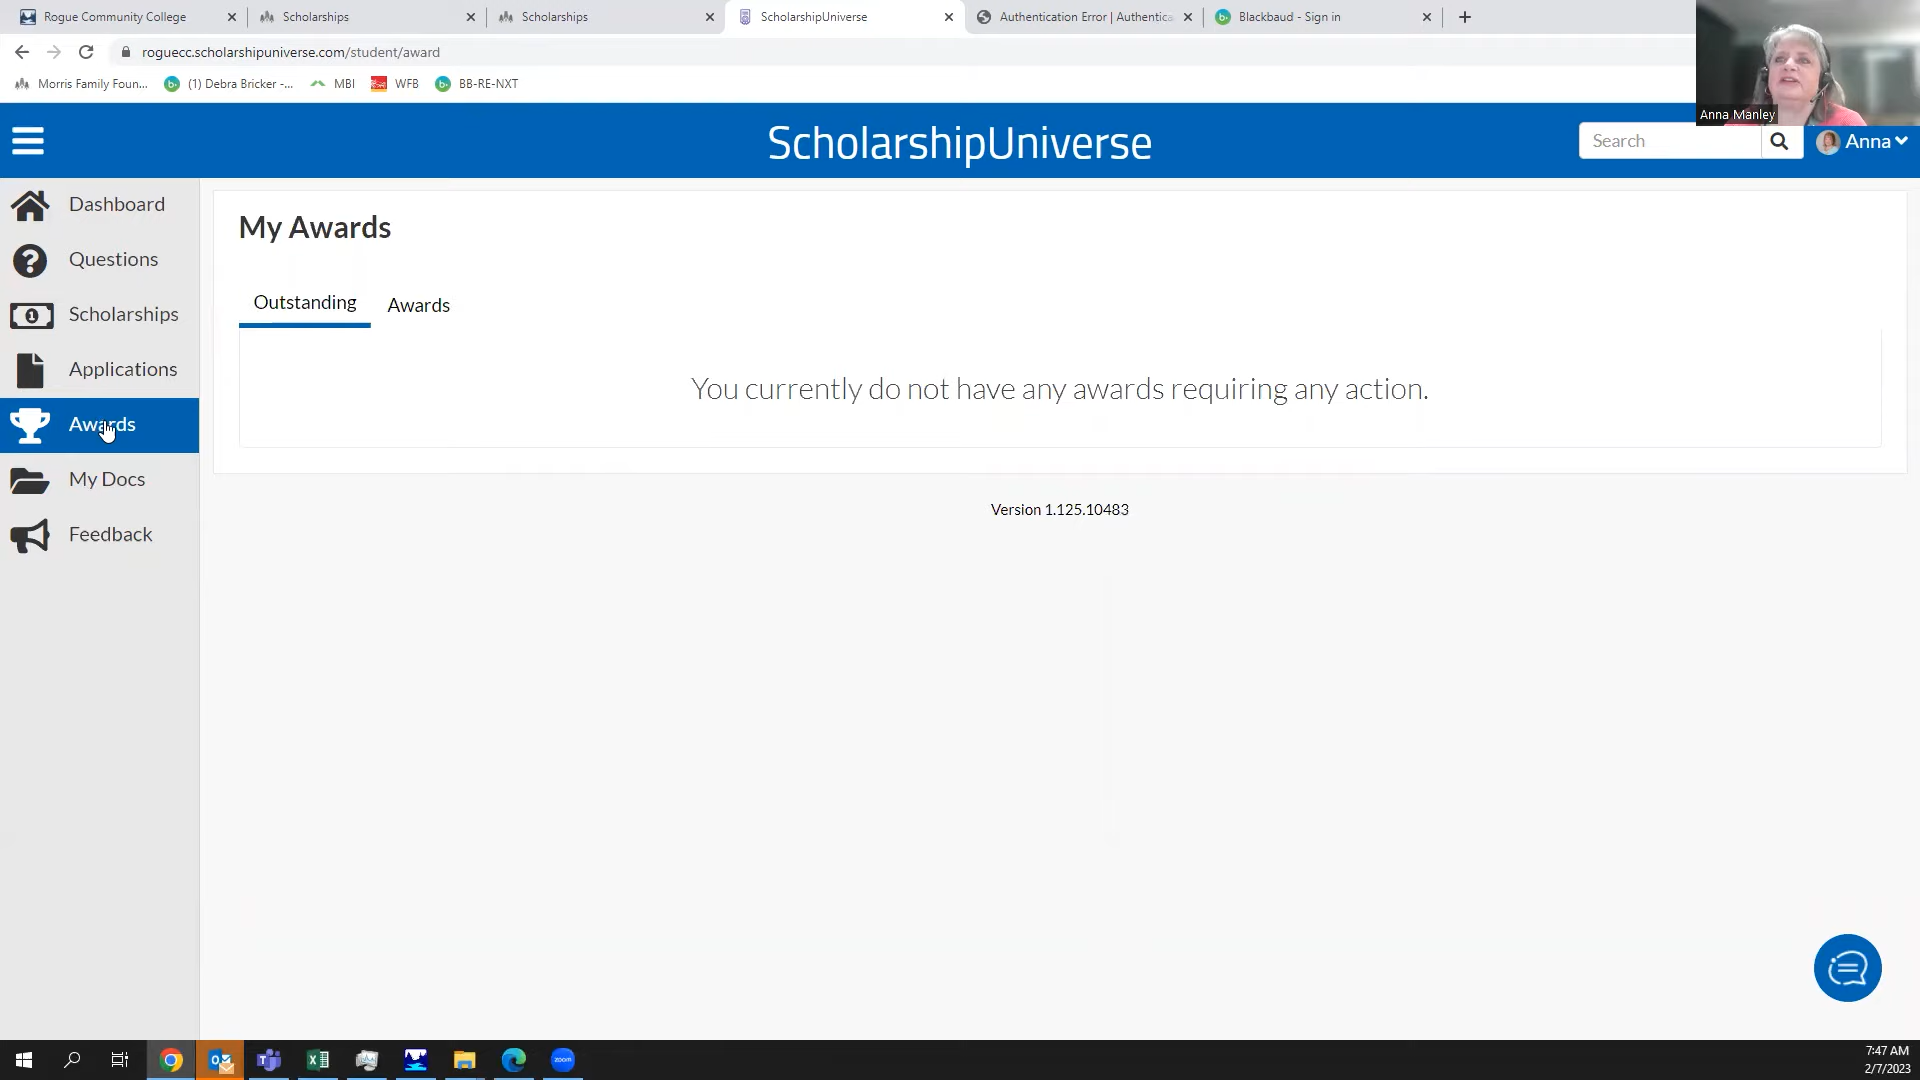 Rogue Community College
Scholarships
Scholarships
ScholarshipUniverse
Authentication Error | Authentica
Blackbaud - Sign in
roguecc.scholarshipuniverse.com/student/award
Morris Family Foun...
(1) Debra Bricker -...
MBI
WFB
BB-RE-NXT
Anna Manley
ScholarshipUniverse
Search
Anna
Dashboard
Questions
Scholarships
Applications
Awards
My Docs
Feedback
My Awards
Outstanding
Awards
You currently do not have any awards requiring any action.
Version 1.125.10483
zoom
7:47 AM
2/7/2023